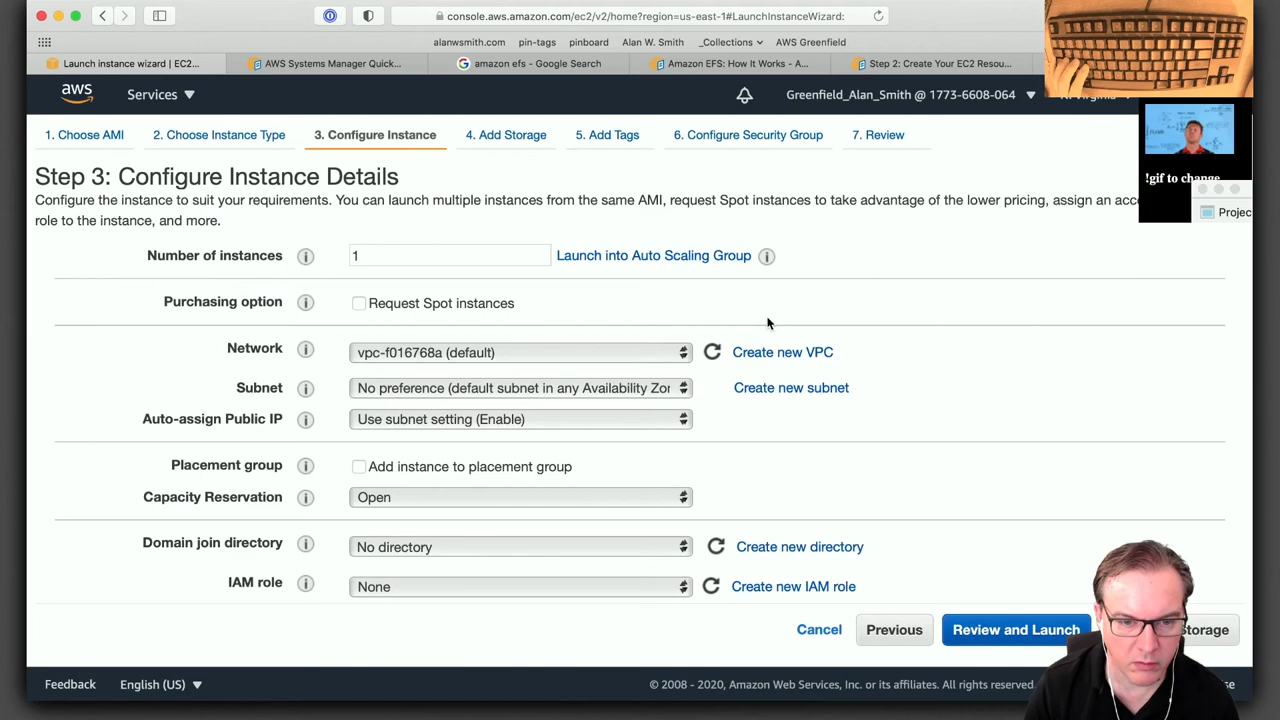 console.aws.amazon.com/ec2/v2/home?region=us-east-1#LaunchInstanceWizard:
alanwsmith.com pin-tags pinboard Alan W. Smith _Collections AWS Greenfield
Launch instance wizard | EC2... AWS Systems Manager Quick... amazon efs - Google Search Amazon EFS: How It Works - A... Step 2: Create Your EC2 Resou...
aws Services Greenfield_Alan_Smith @ 1773-6608-064
1. Choose AMI 2. Choose Instance Type 3. Configure Instance 4. Add Storage 5. Add Tags 6. Configure Security Group 7. Review
!gif to change
Projec
Step 3: Configure Instance Details
Configure the instance to suit your requirements. You can launch multiple instances from the same AMI, request Spot instances to take advantage of the lower pricing, assign an acce
role to the instance, and more.
Number of instances 1 Launch into Auto Scaling Group
Purchasing option Request Spot instances
Network vpc-f016768a (default) Create new VPC
Subnet No preference (default subnet in any Availability Zor Create new subnet
Auto-assign Public IP Use subnet setting (Enable)
Placement group Add instance to placement group
Capacity Reservation Open
Domain join directory No directory Create new directory
IAM role None Create new IAM role
Cancel Previous Review and Launch Storage
Feedback English (US) © 2008 - 2020, Amazon Web Services, Inc. or its affiliates. All rights reserved.